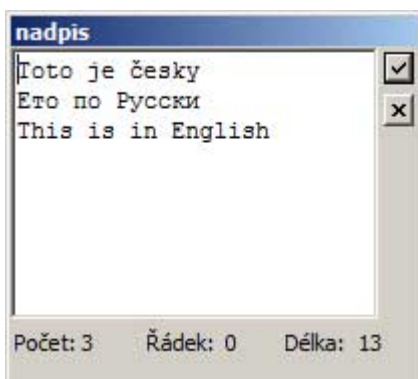 nadpis
Toto je česky
Ето по Русски
This is in English
Počet: 3 Řádek: 0 Délka: 13